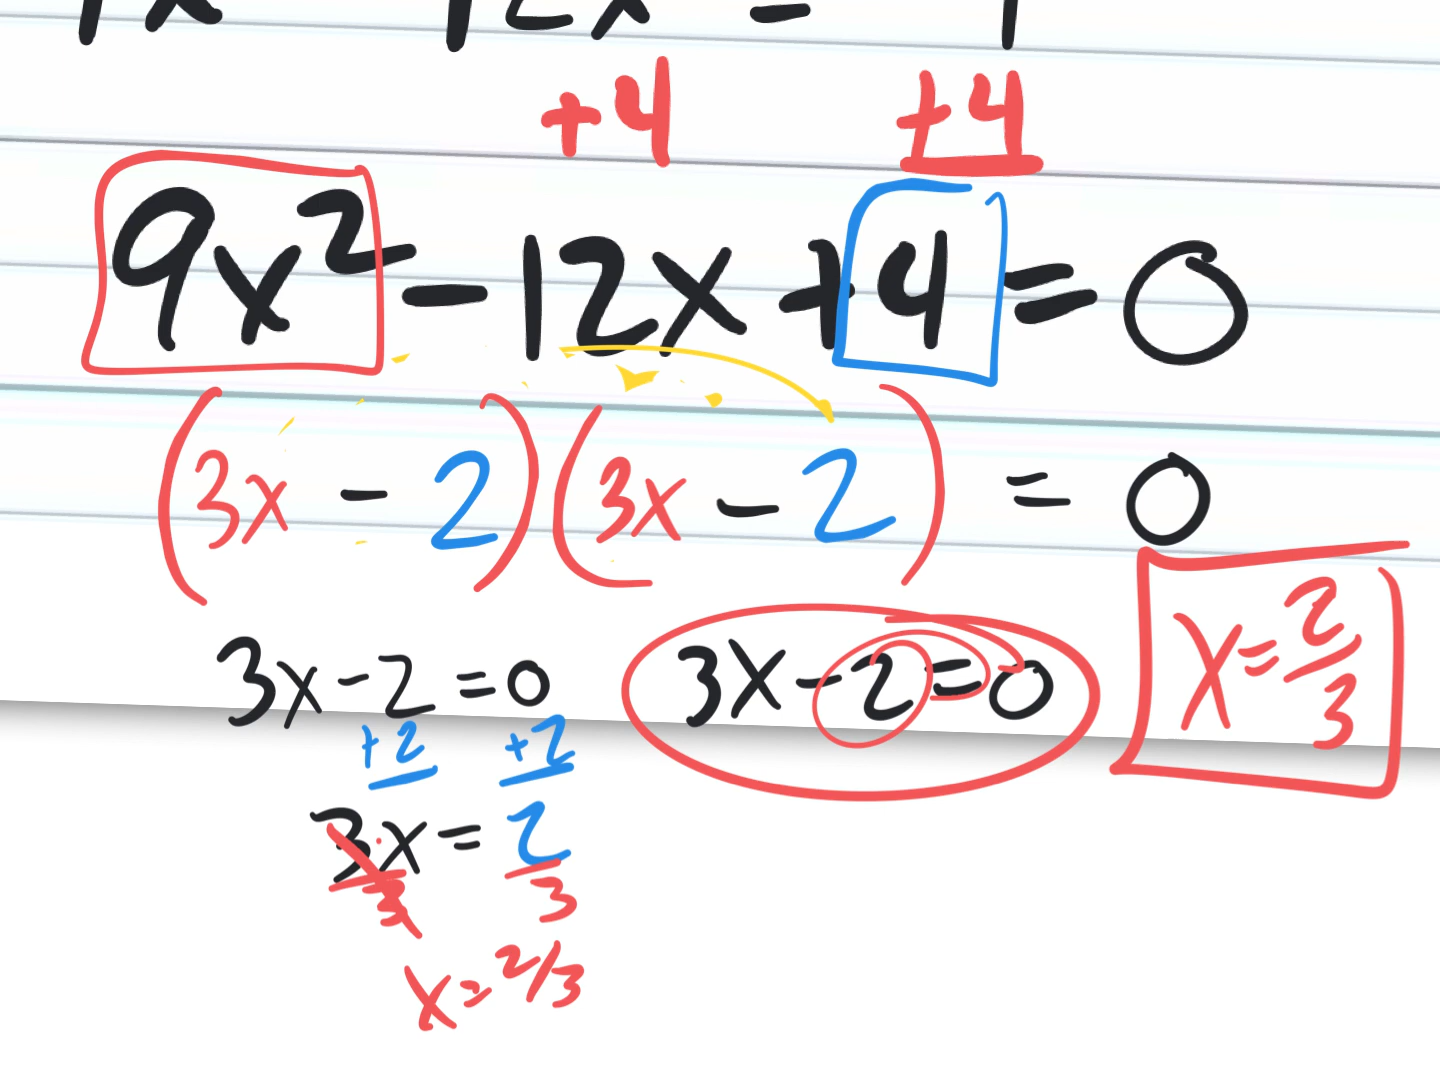 12x =
+4 +4
9x² - 12x + 4 = 0
(3x - 2)(3x - 2) = 0
3x - 2 = 0 3x - 2 = 0 x = 2/3
+2 +2
3x = 2
3 3
x = 2/3